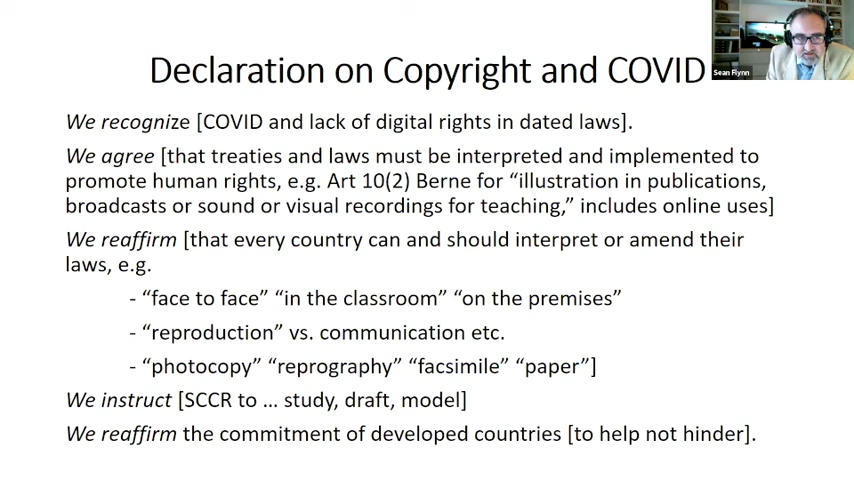 Declaration on Copyright and COVID
Sean Flynn
We recognize [COVID and lack of digital rights in dated laws].
We agree [that treaties and laws must be interpreted and implemented to
promote human rights, e.g. Art 10(2) Berne for “illustration in publications,
broadcasts or sound or visual recordings for teaching,” includes online uses]
We reaffirm [that every country can and should interpret or amend their
laws, e.g.
- “face to face” “in the classroom” “on the premises”
- “reproduction” vs. communication etc.
- “photocopy” “reprography” “facsimile” “paper”]
We instruct [SCCR to … study, draft, model]
We reaffirm the commitment of developed countries [to help not hinder].